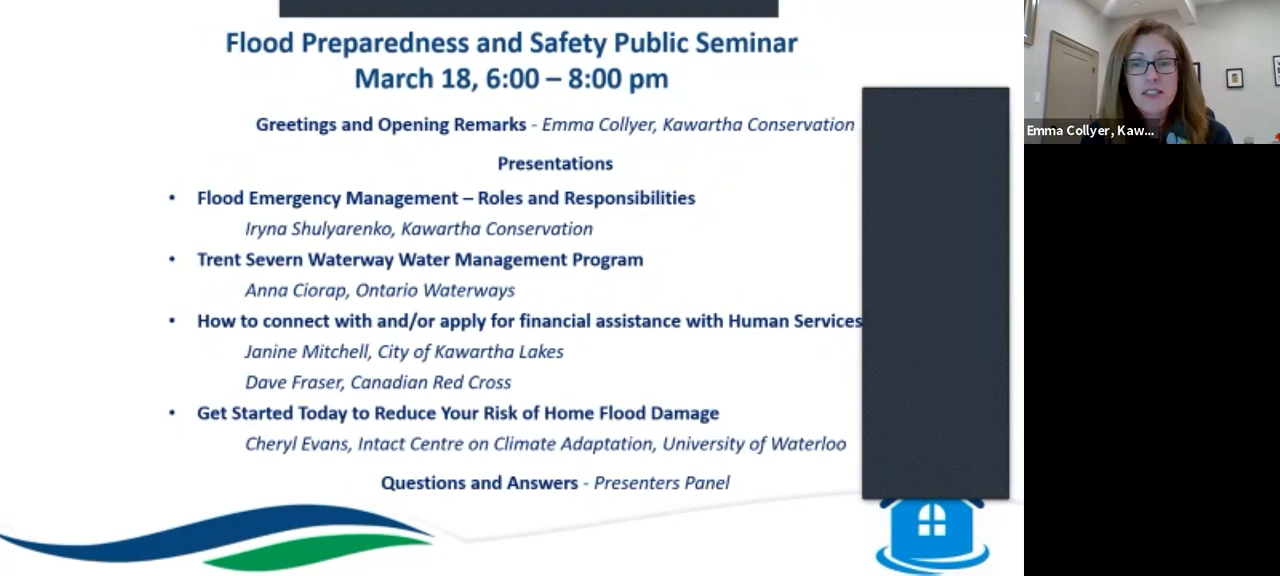 Flood Preparedness and Safety Public Seminar
March 18, 6:00 – 8:00 pm
Greetings and Opening Remarks - Emma Collyer, Kawartha Conservation
Presentations
• Flood Emergency Management – Roles and Responsibilities
Iryna Shulyarenko, Kawartha Conservation
• Trent Severn Waterway Water Management Program
Anna Ciorap, Ontario Waterways
• How to connect with and/or apply for financial assistance with Human Services
Janine Mitchell, City of Kawartha Lakes
Dave Fraser, Canadian Red Cross
• Get Started Today to Reduce Your Risk of Home Flood Damage
Cheryl Evans, Intact Centre on Climate Adaptation, University of Waterloo
Questions and Answers - Presenters Panel
Emma Collyer, Kaw...